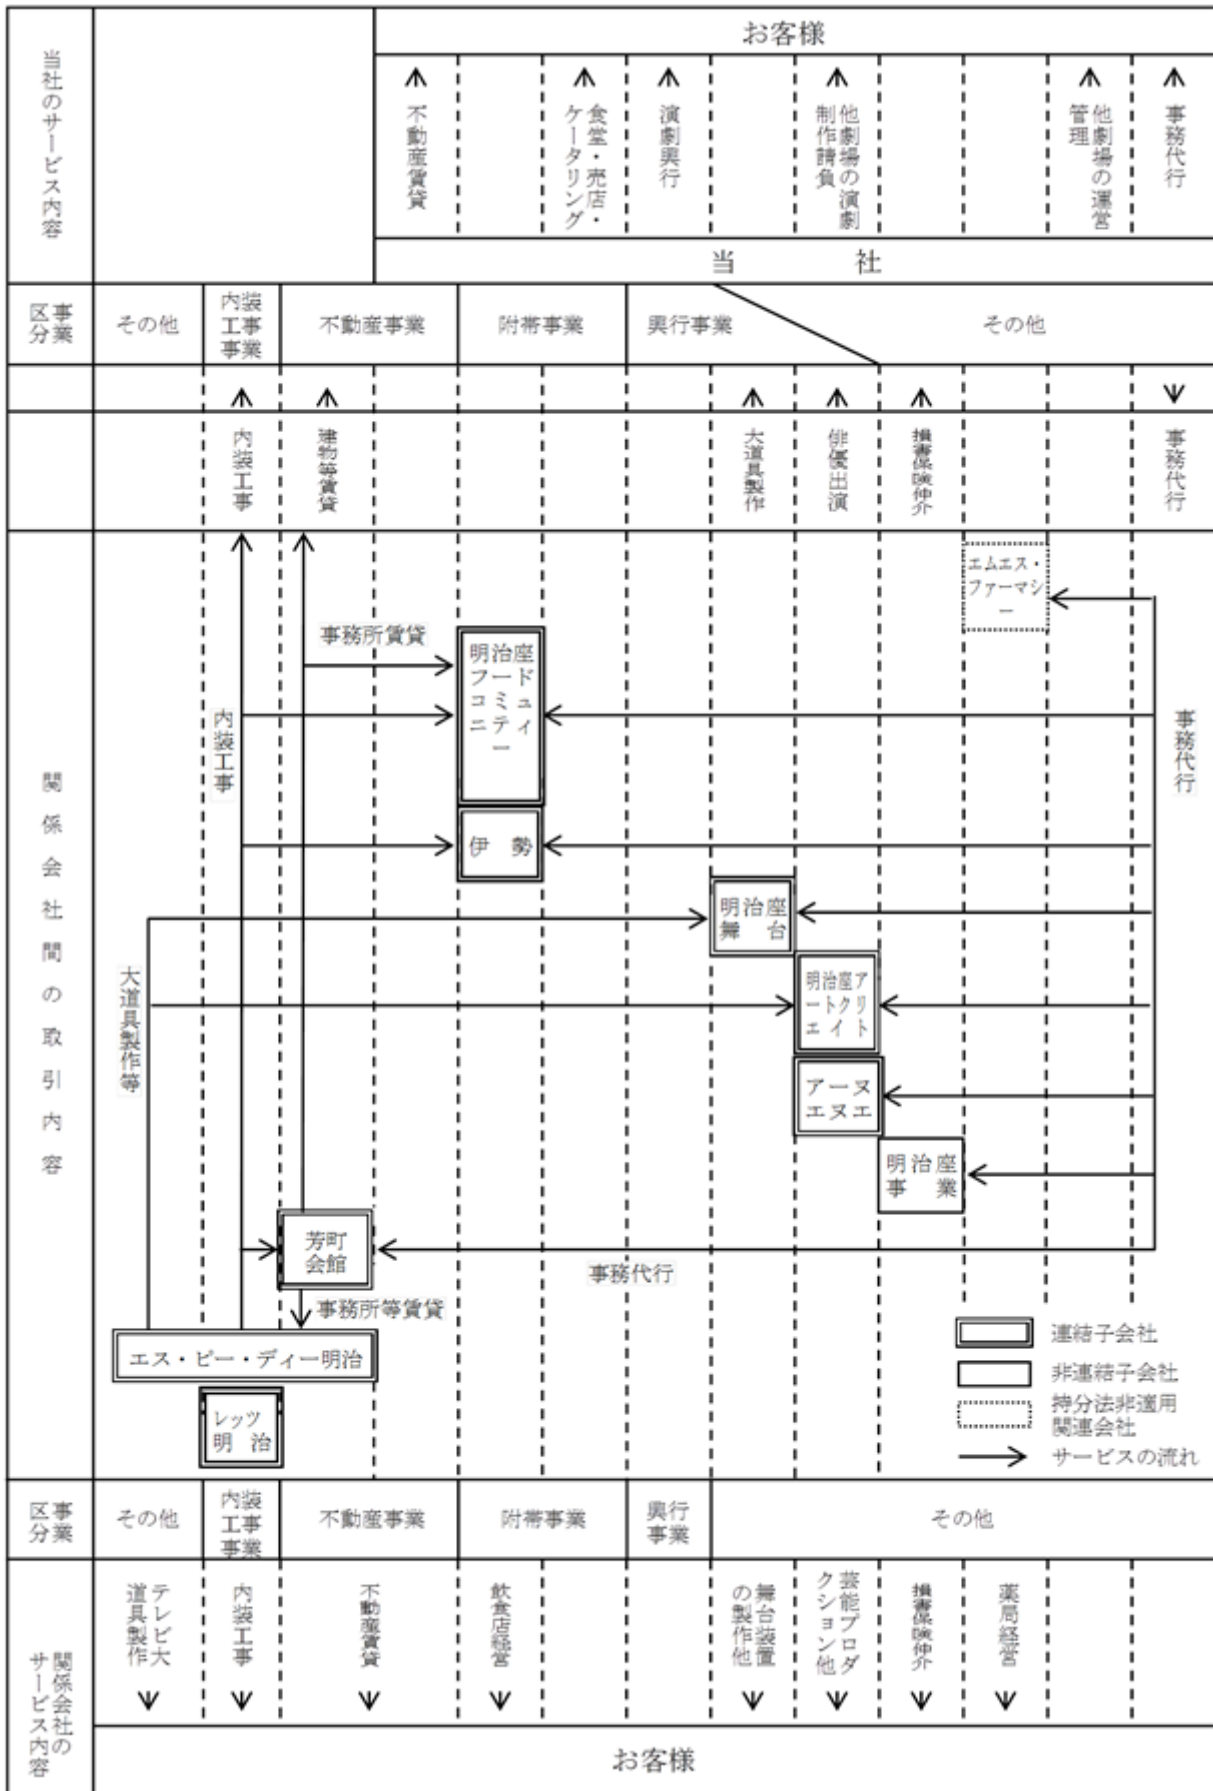 お客様
当社のサービス内容
不動産賃貸
食堂・売店・
ケータリング
演劇興行
他劇場の演劇
制作請負
他劇場の運営
管理
事務代行
当 社
事業
区分
その他
内装
工事
事業
不動産事業
附帯事業
興行事業
その他
内装工事
建物等賃貸
大道具製作
俳優出演
損害保険仲介
事務代行
関係会社間の取引内容
エムエス・
ファーマシ
ー
事務所賃貸
明治座
フード
コミュ
ニティ
ー
内装工事
事務代行
伊 勢
明治座
舞 台
大道具製作等
明治座ア
ートクリ
エイト
アーヌ
エヌエ
明治座
事 業
芳町
会館
事務代行
事務所等賃貸
エス・ピー・ディー明治
レッツ
明 治
連結子会社
非連結子会社
持分法非適用
関連会社
サービスの流れ
事業
区分
その他
内装
工事
事業
不動産事業
附帯事業
興行
事業
その他
関係会社の
サービス内容
テレビ大
道具製作
内装工事
不動産賃貸
飲食店経営
舞台装置
の製作他
芸能プロダ
クション他
損害保険仲介
薬局経営
お客様